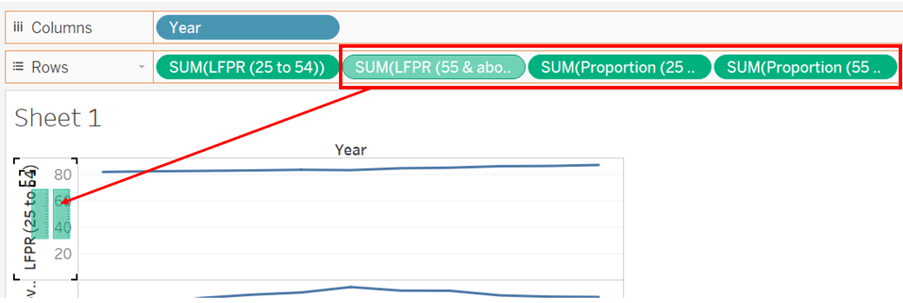 Columns
Year
Rows
SUM(LFPR (25 to 54))
SUM(LFPR (55 & abo..
SUM(Proportion (25 ..
SUM(Proportion (55 ..
Sheet 1
Year
LFPR (25 to 54)
80
60
40
20
ov..